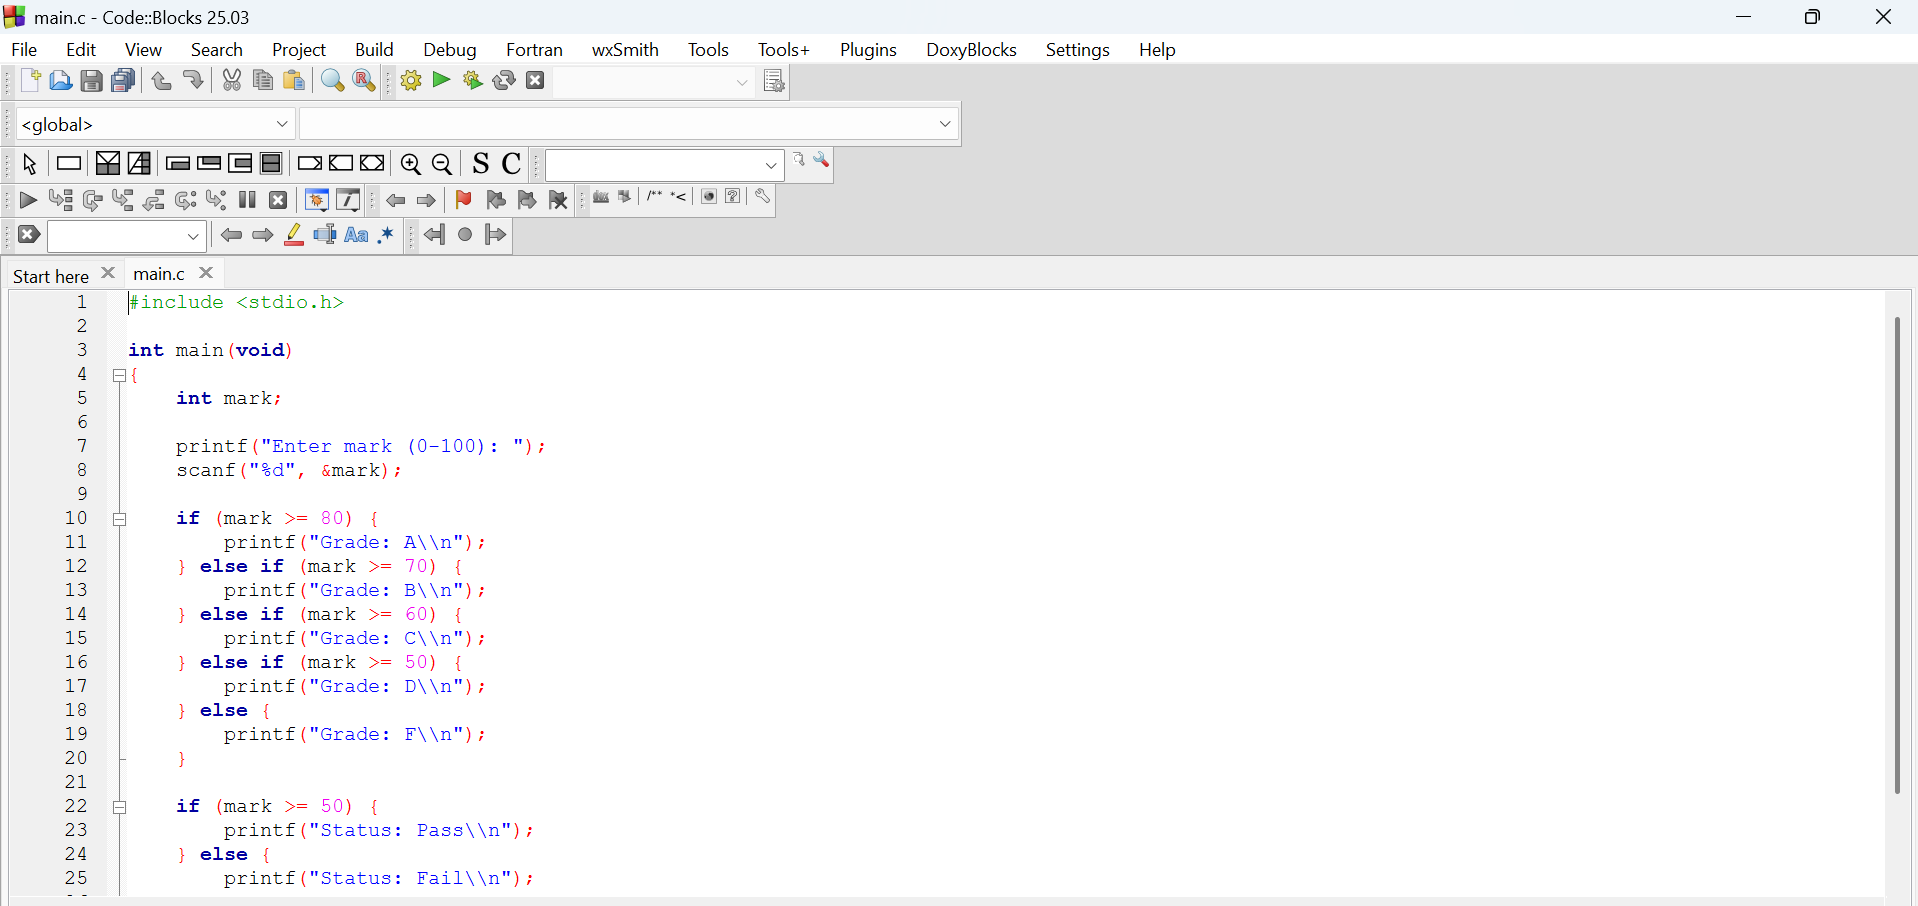 main.c - Code::Blocks 25.03
File Edit View Search Project Build Debug Fortran wxSmith Tools Tools+ Plugins DoxyBlocks Settings Help
<global>
S C
/** *<
Aa .*
Start here main.c
1 #include <stdio.h>
2
3 int main(void)
4 {
5     int mark;
6
7     printf("Enter mark (0-100): ");
8     scanf("%d", &mark);
9
10     if (mark >= 80) {
11         printf("Grade: A\\n");
12     } else if (mark >= 70) {
13         printf("Grade: B\\n");
14     } else if (mark >= 60) {
15         printf("Grade: C\\n");
16     } else if (mark >= 50) {
17         printf("Grade: D\\n");
18     } else {
19         printf("Grade: F\\n");
20     }
21
22     if (mark >= 50) {
23         printf("Status: Pass\\n");
24     } else {
25         printf("Status: Fail\\n");